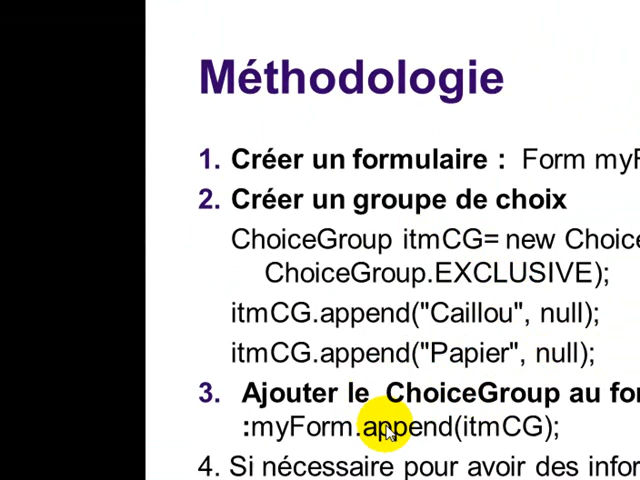 Méthodologie
1. Créer un formulaire : Form myF
2. Créer un groupe de choix
ChoiceGroup itmCG= new Choice
ChoiceGroup.EXCLUSIVE);
itmCG.append("Caillou", null);
itmCG.append("Papier", null);
3. Ajouter le ChoiceGroup au for
:myForm.append(itmCG);
4. Si nécessaire pour avoir des infor